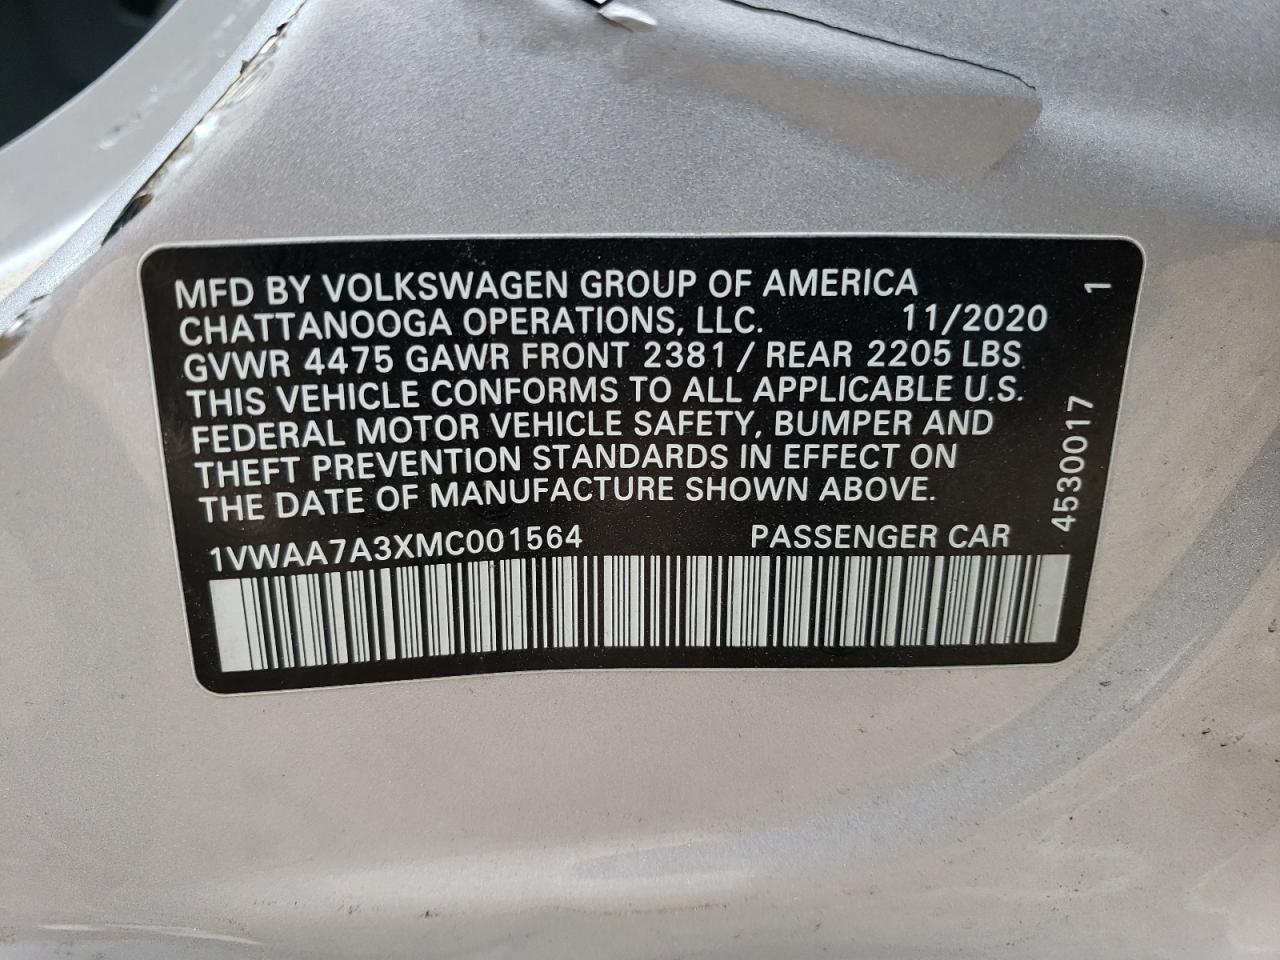 MFD BY VOLKSWAGEN GROUP OF AMERICA
CHATTANOOGA OPERATIONS, LLC. 11/2020
GVWR 4475 GAWR FRONT 2381 / REAR 2205 LBS
THIS VEHICLE CONFORMS TO ALL APPLICABLE U.S.
FEDERAL MOTOR VEHICLE SAFETY, BUMPER AND
THEFT PREVENTION STANDARDS IN EFFECT ON
THE DATE OF MANUFACTURE SHOWN ABOVE.
1VWAA7A3XMC001564 PASSENGER CAR
4530017 1